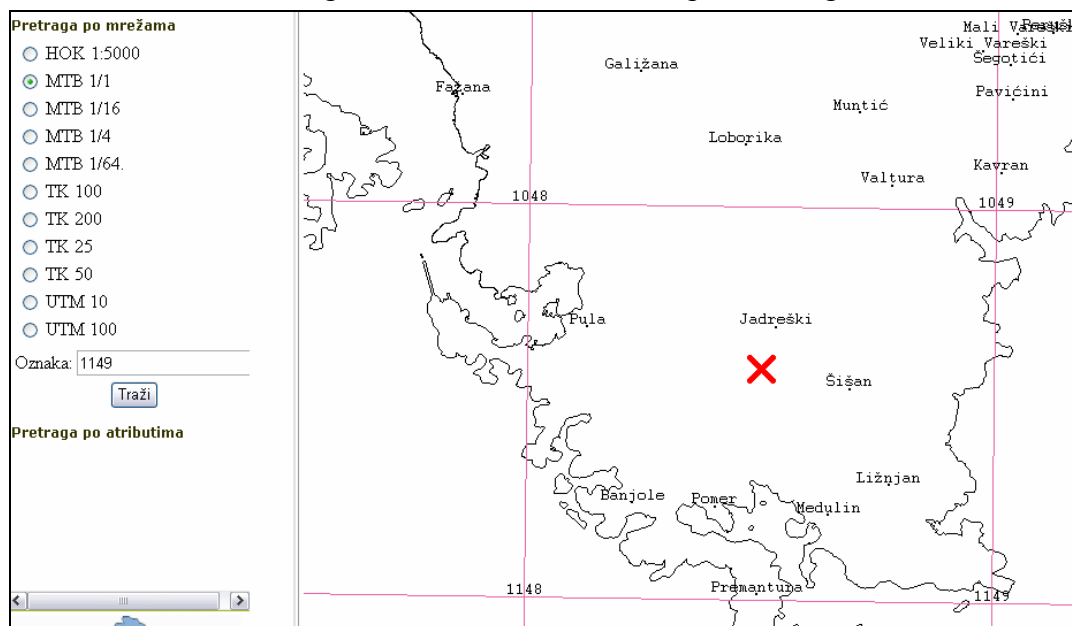 Pretraga po mrežama
HOK 1:5000
MTB 1/1
MTB 1/16
MTB 1/4
MTB 1/64.
TK 100
TK 200
TK 25
TK 50
UTM 10
UTM 100
Oznaka: 1149
Traži
Pretraga po atributima
Mali Vareški
Veliki Vareški
Šegotići
Galižana
Fažana
Pavićini
Muntić
Loborika
Kavran
Valtura
1048
1049
Pula
Jadreški
Šišan
Ližnjan
Banjole
Pomer
Medulin
1148
Premantura
1149